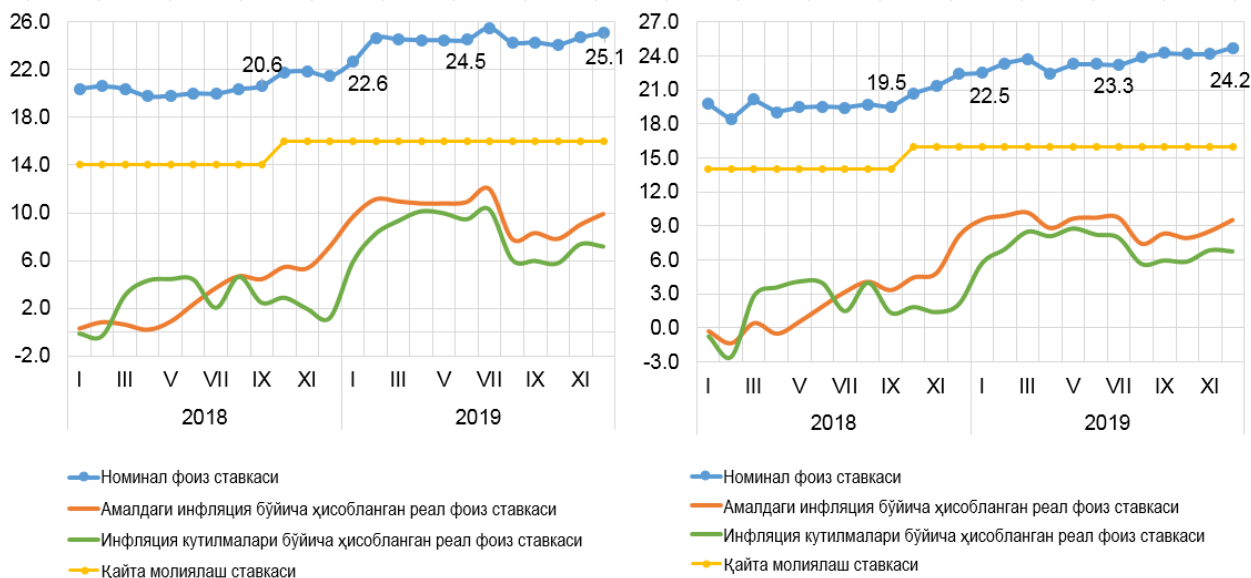 26.0
22.0
18.0
14.0
10.0
6.0
2.0
-2.0
20.6
22.6
24.5
25.1
I III V VII IX XI I III V VII IX XI
2018 2019
Номинал фоиз ставкаси
Амалдаги инфляция бўйича ҳисобланган реал фоиз ставкаси
Инфляция кутилмалари бўйича ҳисобланган реал фоиз ставкаси
Қайта молиялаш ставкаси
27.0
24.0
21.0
18.0
15.0
12.0
9.0
6.0
3.0
0.0
-3.0
19.5
22.5
23.3
24.2
I III V VII IX XI I III V VII IX XI
2018 2019
Номинал фоиз ставкаси
Амалдаги инфляция бўйича ҳисобланган реал фоиз ставкаси
Инфляция кутилмалари бўйича ҳисобланган реал фоиз ставкаси
Қайта молиялаш ставкаси